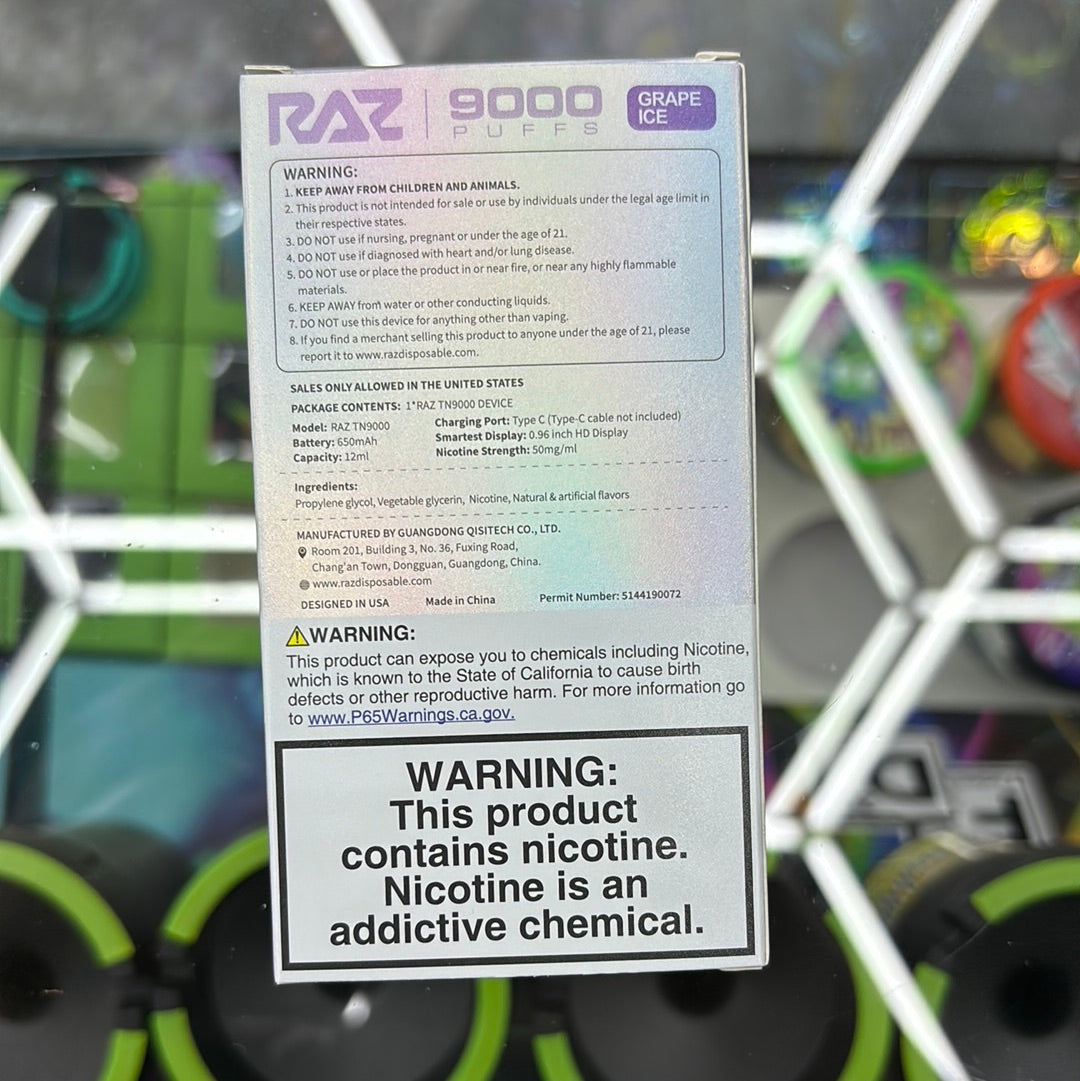 RAZ | 9000 PUFFS GRAPE ICE
WARNING:
1. KEEP AWAY FROM CHILDREN AND ANIMALS.
2. This product is not intended for sale or use by individuals under the legal age limit in
their respective states.
3. DO NOT use if nursing, pregnant or under the age of 21.
4. DO NOT use if diagnosed with heart and/or lung disease.
5. DO NOT use or place the product in or near fire, or near any highly flammable
materials.
6. KEEP AWAY from water or other conducting liquids.
7. DO NOT use this device for anything other than vaping.
8. If you find a merchant selling this product to anyone under the age of 21, please
report it to www.razdisposable.com.
SALES ONLY ALLOWED IN THE UNITED STATES
PACKAGE CONTENTS: 1*RAZ TN9000 DEVICE
Model: RAZ TN9000
Battery: 650mAh
Capacity: 12ml
Charging Port: Type C (Type-C cable not included)
Smartest Display: 0.96 inch HD Display
Nicotine Strength: 50mg/ml
Ingredients:
Propylene glycol, Vegetable glycerin, Nicotine, Natural & artificial flavors
MANUFACTURED BY GUANGDONG QISITECH CO., LTD.
Room 201, Building 3, No. 36, Fuxing Road,
Chang'an Town, Dongguan, Guangdong, China.
www.razdisposable.com
DESIGNED IN USA Made in China Permit Number: 5144190072
WARNING:
This product can expose you to chemicals including Nicotine,
which is known to the State of California to cause birth
defects or other reproductive harm. For more information go
to www.P65Warnings.ca.gov.
WARNING:
This product
contains nicotine.
Nicotine is an
addictive chemical.